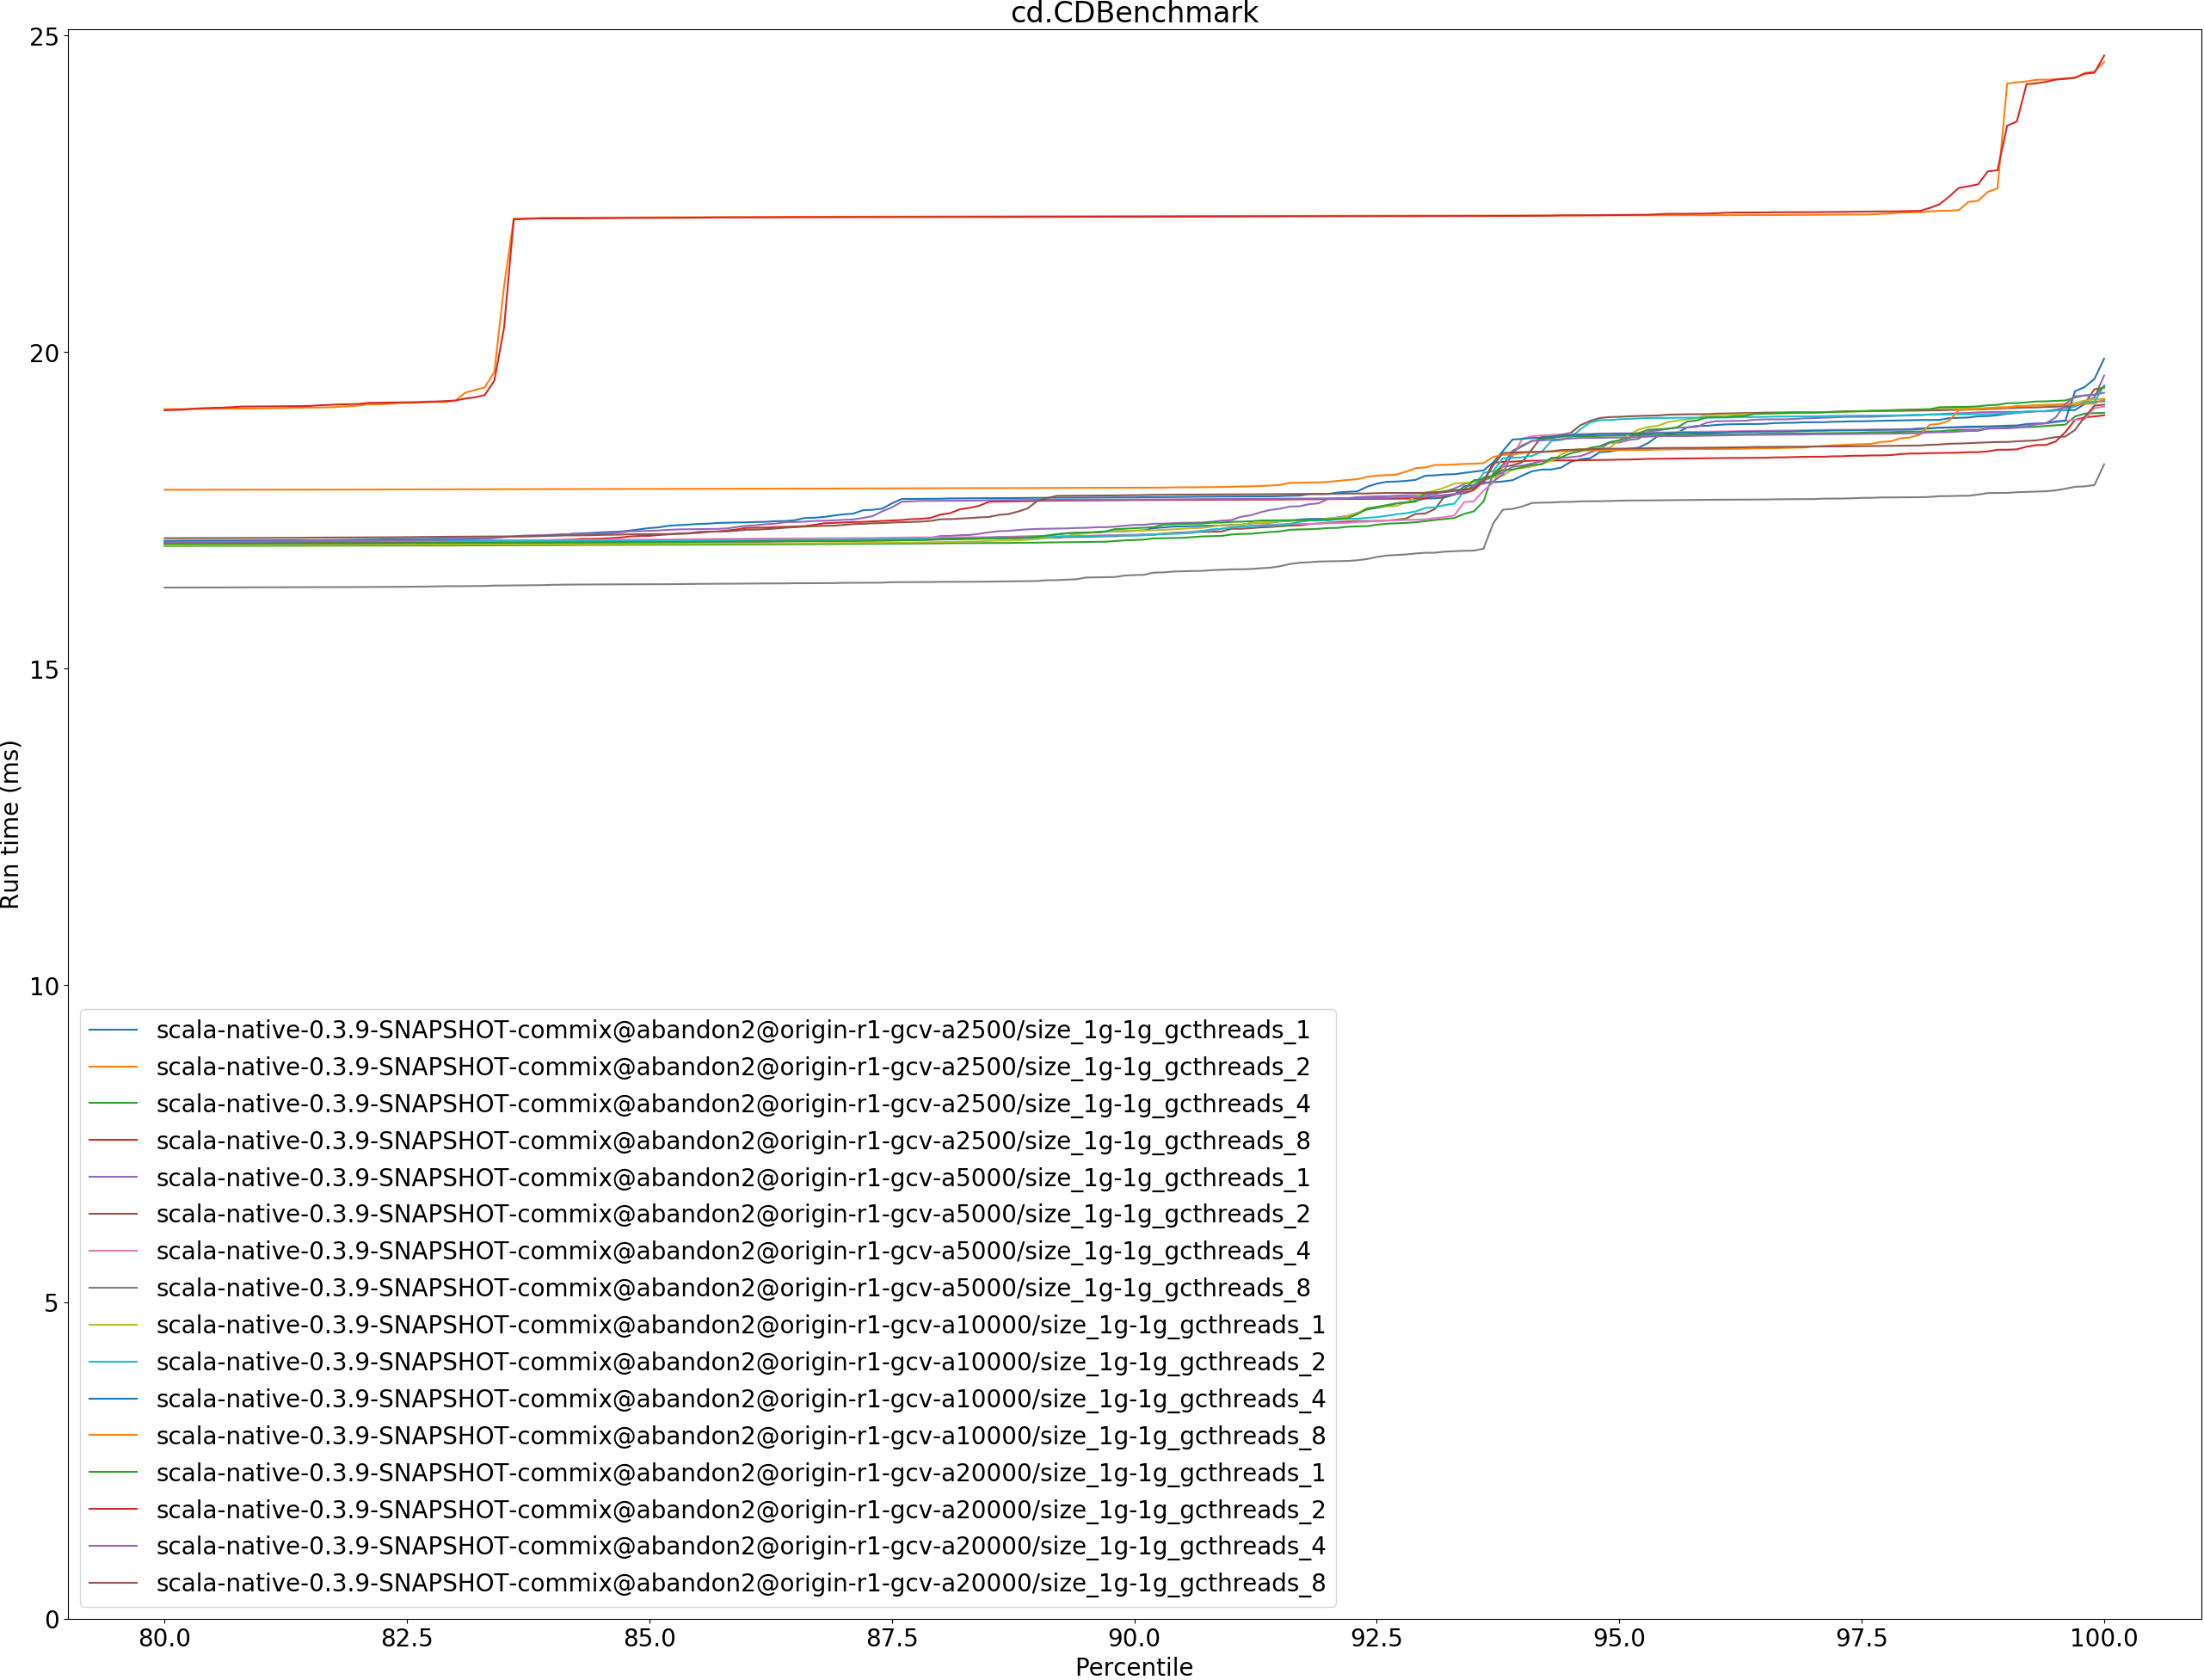 cd.CDBenchmark
25
20
15
10
5
0
Run time (ms)
scala-native-0.3.9-SNAPSHOT-commix@abandon2@origin-r1-gcv-a2500/size_1g-1g_gcthreads_1
scala-native-0.3.9-SNAPSHOT-commix@abandon2@origin-r1-gcv-a2500/size_1g-1g_gcthreads_2
scala-native-0.3.9-SNAPSHOT-commix@abandon2@origin-r1-gcv-a2500/size_1g-1g_gcthreads_4
scala-native-0.3.9-SNAPSHOT-commix@abandon2@origin-r1-gcv-a2500/size_1g-1g_gcthreads_8
scala-native-0.3.9-SNAPSHOT-commix@abandon2@origin-r1-gcv-a5000/size_1g-1g_gcthreads_1
scala-native-0.3.9-SNAPSHOT-commix@abandon2@origin-r1-gcv-a5000/size_1g-1g_gcthreads_2
scala-native-0.3.9-SNAPSHOT-commix@abandon2@origin-r1-gcv-a5000/size_1g-1g_gcthreads_4
scala-native-0.3.9-SNAPSHOT-commix@abandon2@origin-r1-gcv-a5000/size_1g-1g_gcthreads_8
scala-native-0.3.9-SNAPSHOT-commix@abandon2@origin-r1-gcv-a10000/size_1g-1g_gcthreads_1
scala-native-0.3.9-SNAPSHOT-commix@abandon2@origin-r1-gcv-a10000/size_1g-1g_gcthreads_2
scala-native-0.3.9-SNAPSHOT-commix@abandon2@origin-r1-gcv-a10000/size_1g-1g_gcthreads_4
scala-native-0.3.9-SNAPSHOT-commix@abandon2@origin-r1-gcv-a10000/size_1g-1g_gcthreads_8
scala-native-0.3.9-SNAPSHOT-commix@abandon2@origin-r1-gcv-a20000/size_1g-1g_gcthreads_1
scala-native-0.3.9-SNAPSHOT-commix@abandon2@origin-r1-gcv-a20000/size_1g-1g_gcthreads_2
scala-native-0.3.9-SNAPSHOT-commix@abandon2@origin-r1-gcv-a20000/size_1g-1g_gcthreads_4
scala-native-0.3.9-SNAPSHOT-commix@abandon2@origin-r1-gcv-a20000/size_1g-1g_gcthreads_8
80.0 82.5 85.0 87.5 90.0 92.5 95.0 97.5 100.0
Percentile